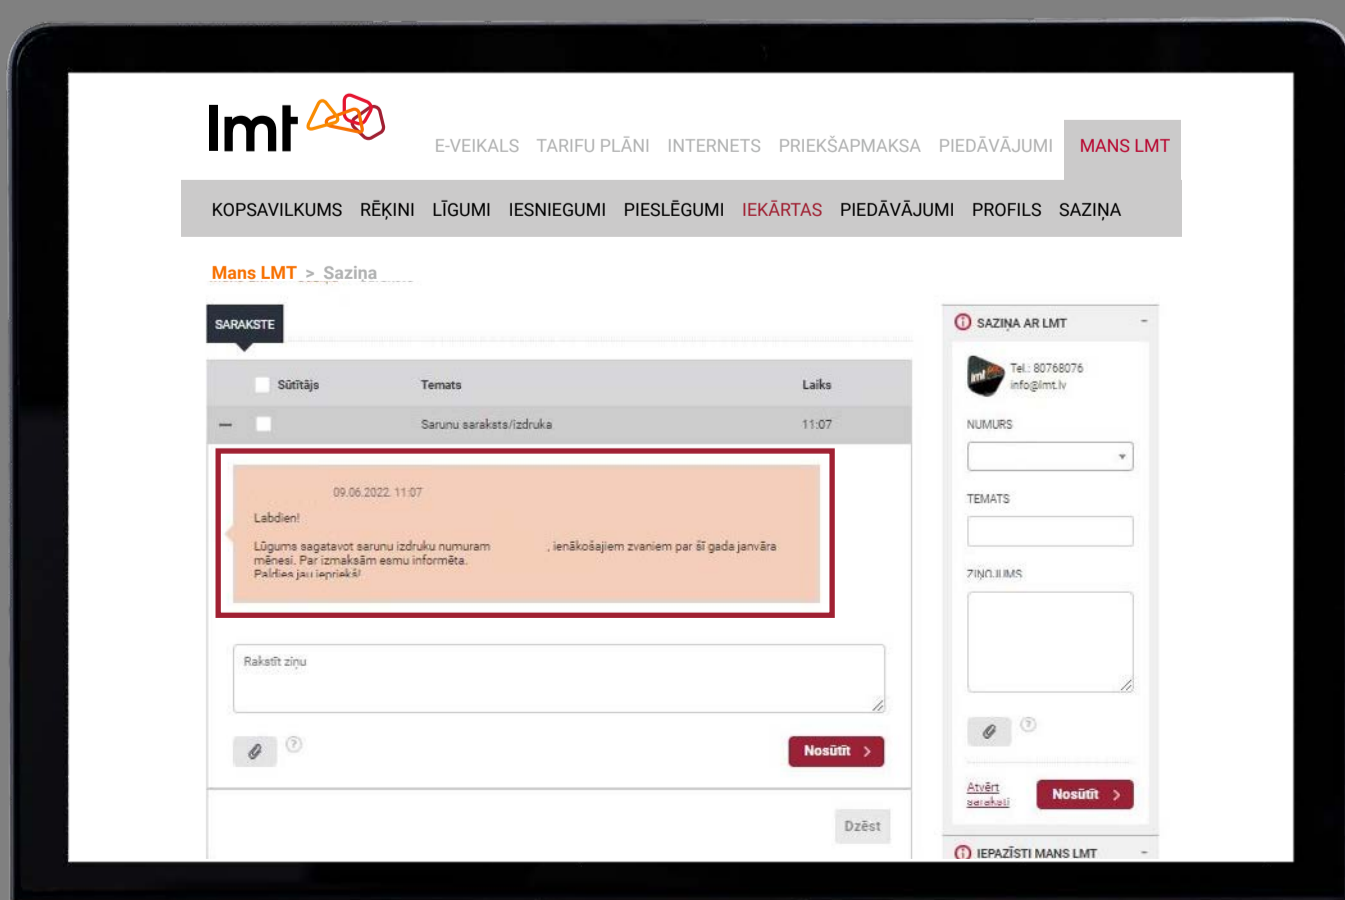 lmt
E-VEIKALS TARIFU PLĀNI INTERNETS PRIEKŠAPMAKSA PIEDĀVĀJUMI MANS LMT
KOPSAVILKUMS RĒĶINI LĪGUMI IESNIEGUMI PIESLĒGUMI IEKĀRTAS PIEDĀVĀJUMI PROFILS SAZIŅA
Mans LMT > Saziņa
SARAKSTE
Sūtītājs Temats Laiks
Sarunu saraksts/izdruka 11:07
09.06.2022. 11:07
Labdien!
Lūgums sagatavot sarunu izdruku numuram , ienākošajiem zvaniem par šī gada janvāra
mēnesi. Par izmaksām esmu informēta.
Paldies jau iepriekš!
Rakstīt ziņu
Nosūtīt >
Dzēst
SAZIŅA AR LMT -
lmt
Tel.: 80768076
info@lmt.lv
NUMURS
TEMATS
ZIŅOJUMS
Atvērt
saraksti
Nosūtīt >
IEPAZĪSTI MANS LMT -